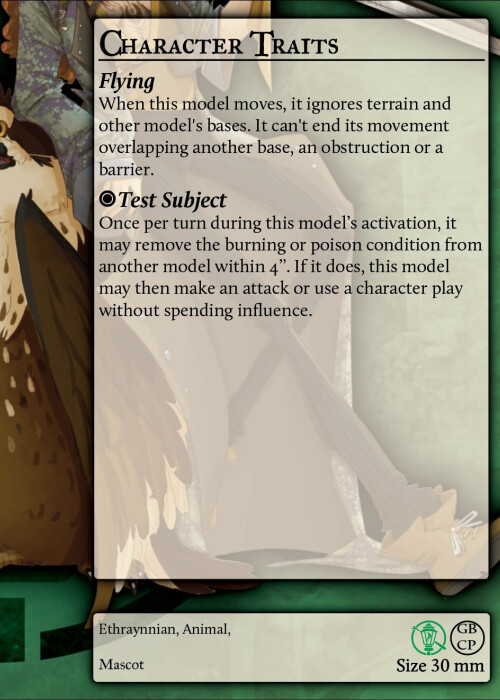 Character Traits
Flying
When this model moves, it ignores terrain and
other model's bases. It can't end its movement
overlapping another base, an obstruction or a
barrier.
Test Subject
Once per turn during this model's activation, it
may remove the burning or poison condition from
another model within 4”. If it does, this model
may then make an attack or use a character play
without spending influence.
Ethraynnian, Animal,
GB
CP
Mascot
Size 30 mm